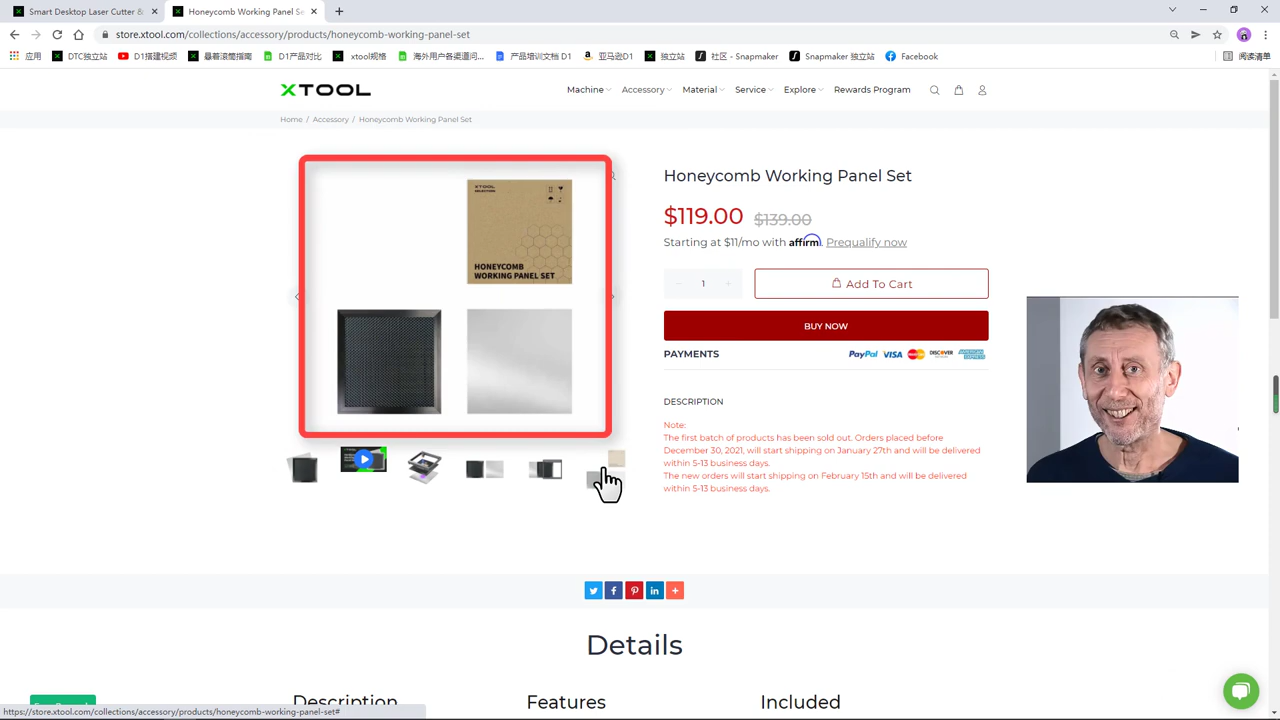 Smart Desktop Laser Cutter &
Honeycomb Working Panel Se
store.xtool.com/collections/accessory/products/honeycomb-working-panel-set
应用 DTC独立站 D1搭建视频 最着滚筒指南 D1产品对比 xtool规格 海外用户各渠道问... 产品培训文档 D1 亚马逊D1 独立站 社区 - Snapmaker Snapmaker 独立站 Facebook 阅读清单
XTOOL Machine Accessory Material Service Explore Rewards Program
Home / Accessory / Honeycomb Working Panel Set
XTOOL
SELECTION
HONEYCOMB
WORKING PANEL SET
Honeycomb Working Panel Set
$119.00 $139.00
Starting at $11/mo with affirm. Prequalify now
1 Add To Cart
BUY NOW
PAYMENTS PayPal VISA MasterCard DISCOVER AMERICAN EXPRESS
DESCRIPTION
Note:
The first batch of products has been sold out. Orders placed before
December 30, 2021, will start shipping on January 27th and will be delivered
within 5-13 business days.
The new orders will start shipping on February 15th and will be delivered
within 5-13 business days.
Details
Description Features Included
https://store.xtool.com/collections/accessory/products/honeycomb-working-panel-set#